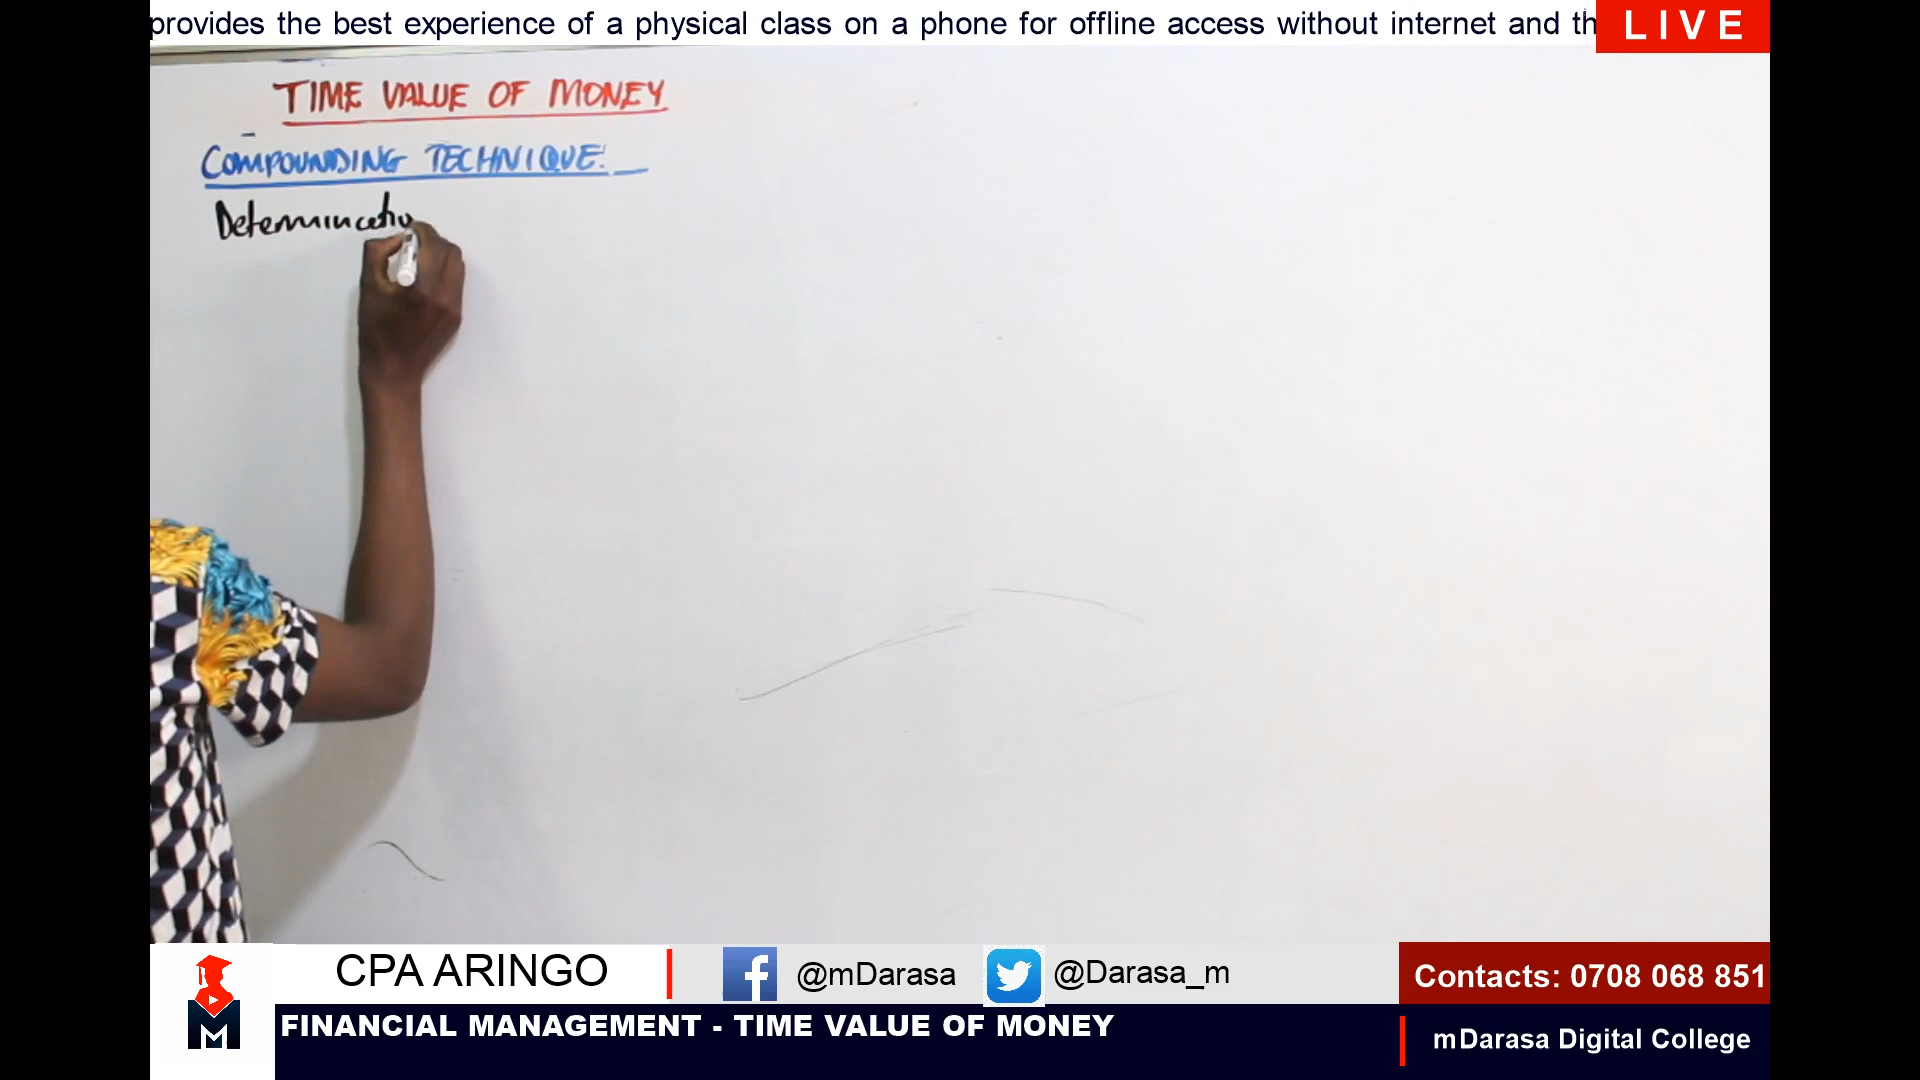 provides the best experience of a physical class on a phone for offline access without internet and th
LIVE
TIME VALUE OF MONEY
COMPOUNDING TECHNIQUE.
Determinatio
CPA ARINGO
@mDarasa
@Darasa_m
Contacts: 0708 068 851
M
FINANCIAL MANAGEMENT - TIME VALUE OF MONEY
mDarasa Digital College